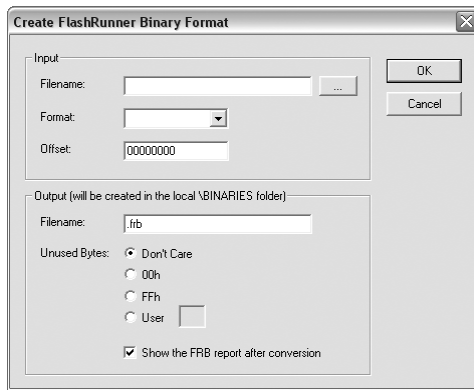 Create FlashRunner Binary Format
Input
Filename:
...
OK
Format:
Cancel
Offset:
00000000
Output (will be created in the local \BINARIES folder)
Filename:
.frb
Unused Bytes:
Don't Care
00h
FFh
User
Show the FRB report after conversion